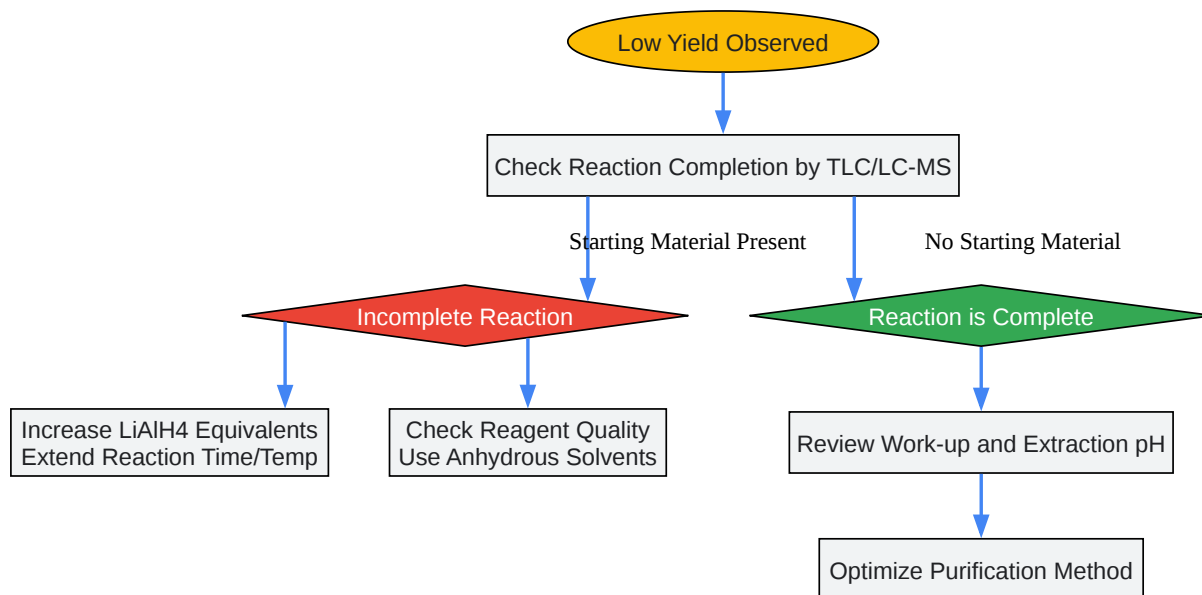 Low Yield Observed
Check Reaction Completion by TLC/LC-MS
Starting Material Present
No Starting Material
Incomplete Reaction
Reaction is Complete
Increase LiAlH4 Equivalents
Extend Reaction Time/Temp
Check Reagent Quality
Use Anhydrous Solvents
Review Work-up and Extraction pH
Optimize Purification Method